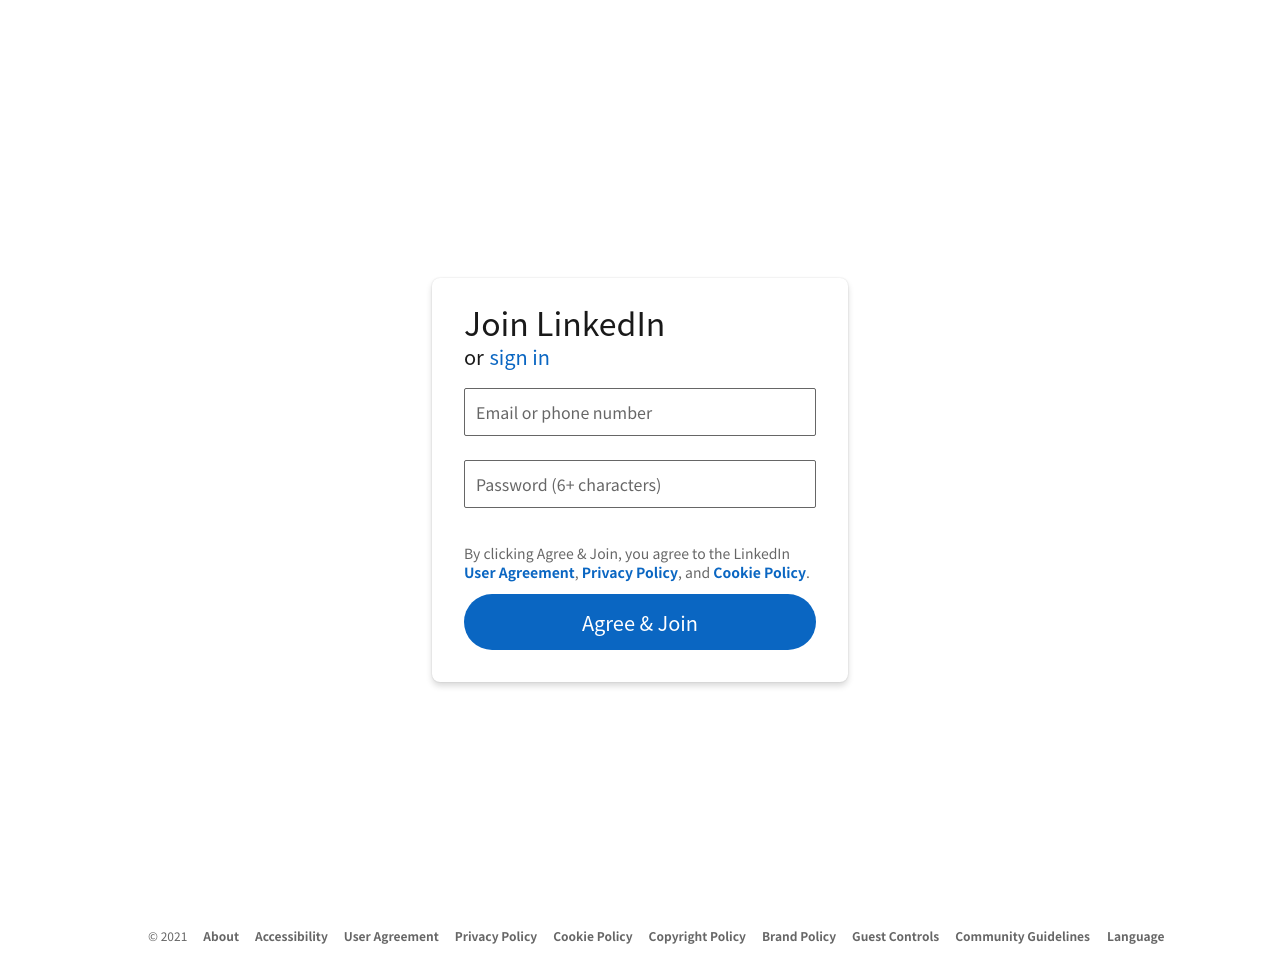 Join LinkedIn
or sign in
Email or phone number
Password (6+ characters)
By clicking Agree & Join, you agree to the LinkedIn
User Agreement, Privacy Policy, and Cookie Policy.
Agree & Join
© 2021 About Accessibility User Agreement Privacy Policy Cookie Policy Copyright Policy Brand Policy Guest Controls Community Guidelines Language